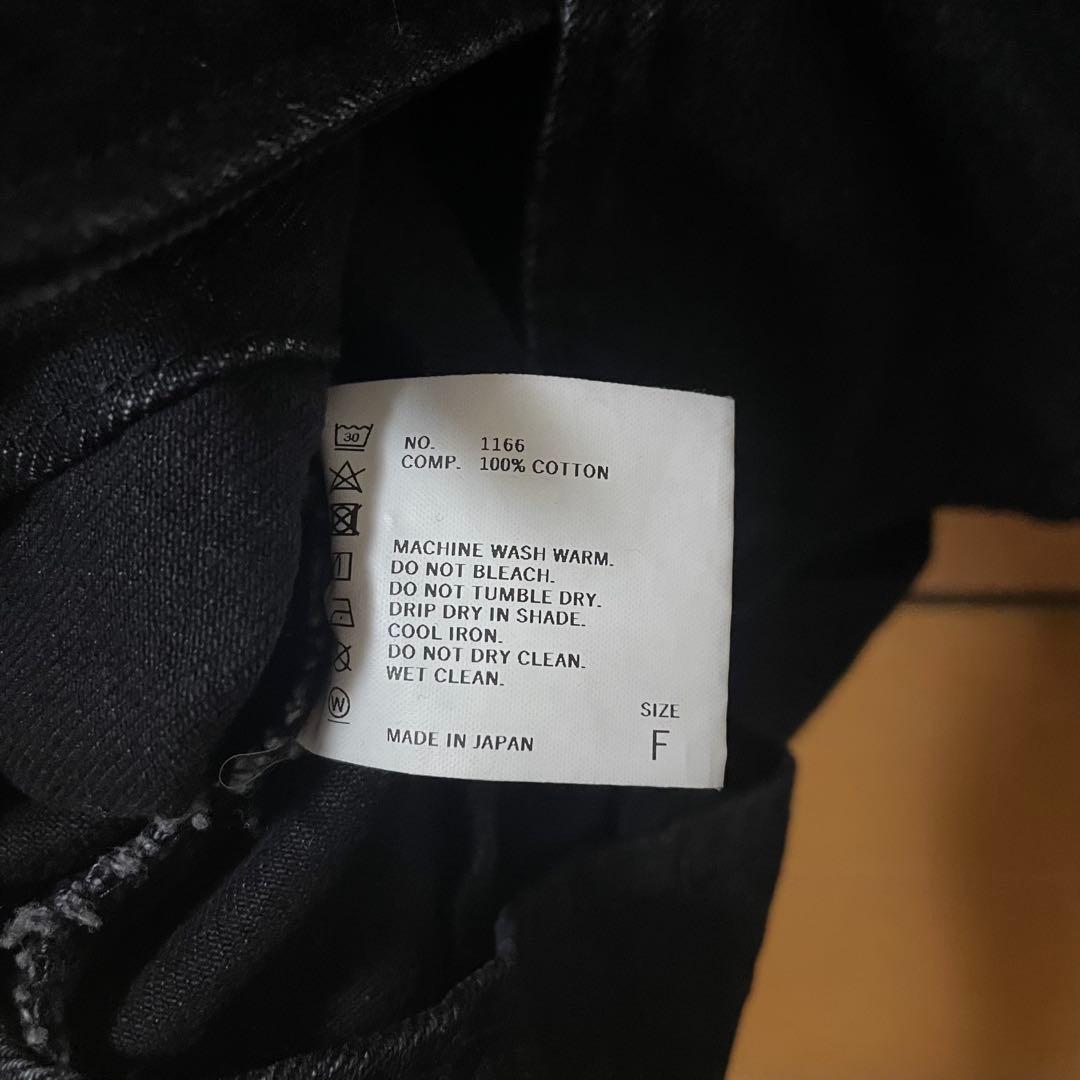 30
NO. 1166
COMP. 100% COTTON
MACHINE WASH WARM.
DO NOT BLEACH.
DO NOT TUMBLE DRY.
DRIP DRY IN SHADE.
COOL IRON.
DO NOT DRY CLEAN.
WET CLEAN.
W
SIZE
F
MADE IN JAPAN